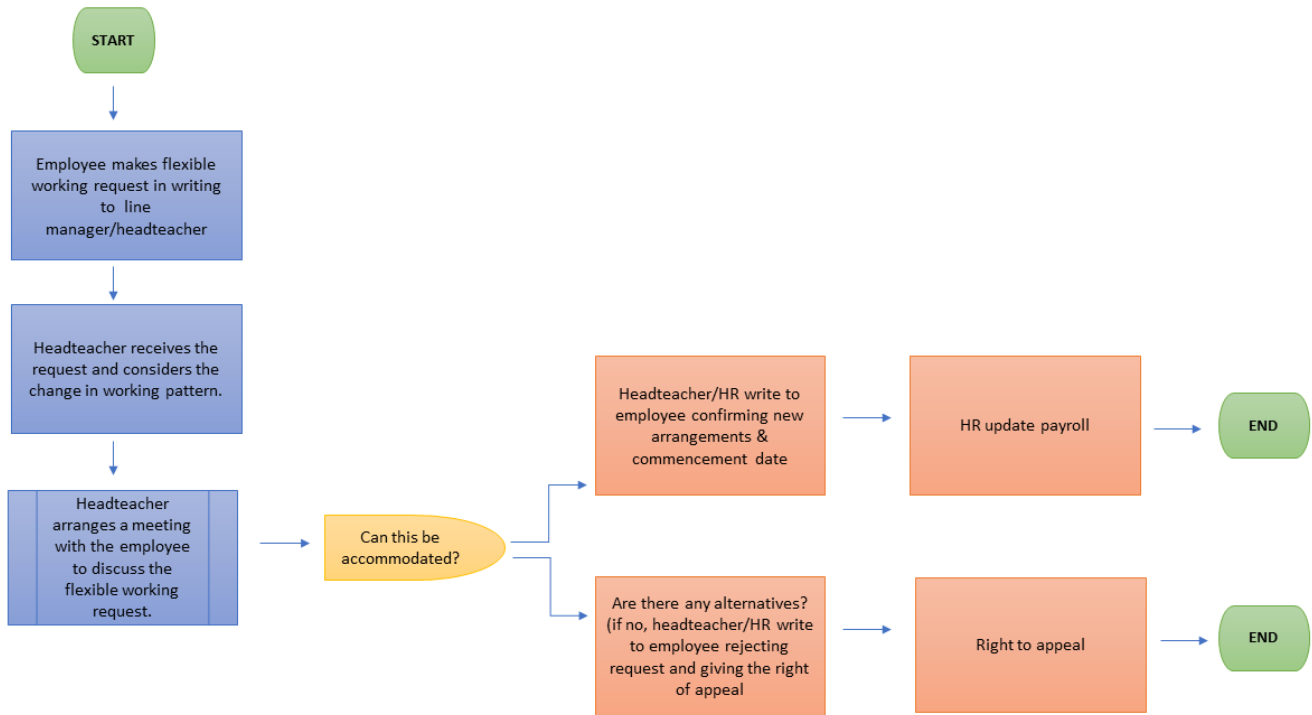 START
Employee makes flexible
working request in writing
to line
manager/headteacher
Headteacher receives the
request and considers the
change in working pattern.
Headteacher
arranges a meeting
with the employee
to discuss the
flexible working
request.
Can this be
accommodated?
Headteacher/HR write to
employee confirming new
arrangements &
commencement date
HR update payroll
END
Are there any alternatives?
(if no, headteacher/HR write
to employee rejecting
request and giving the right
of appeal
Right to appeal
END